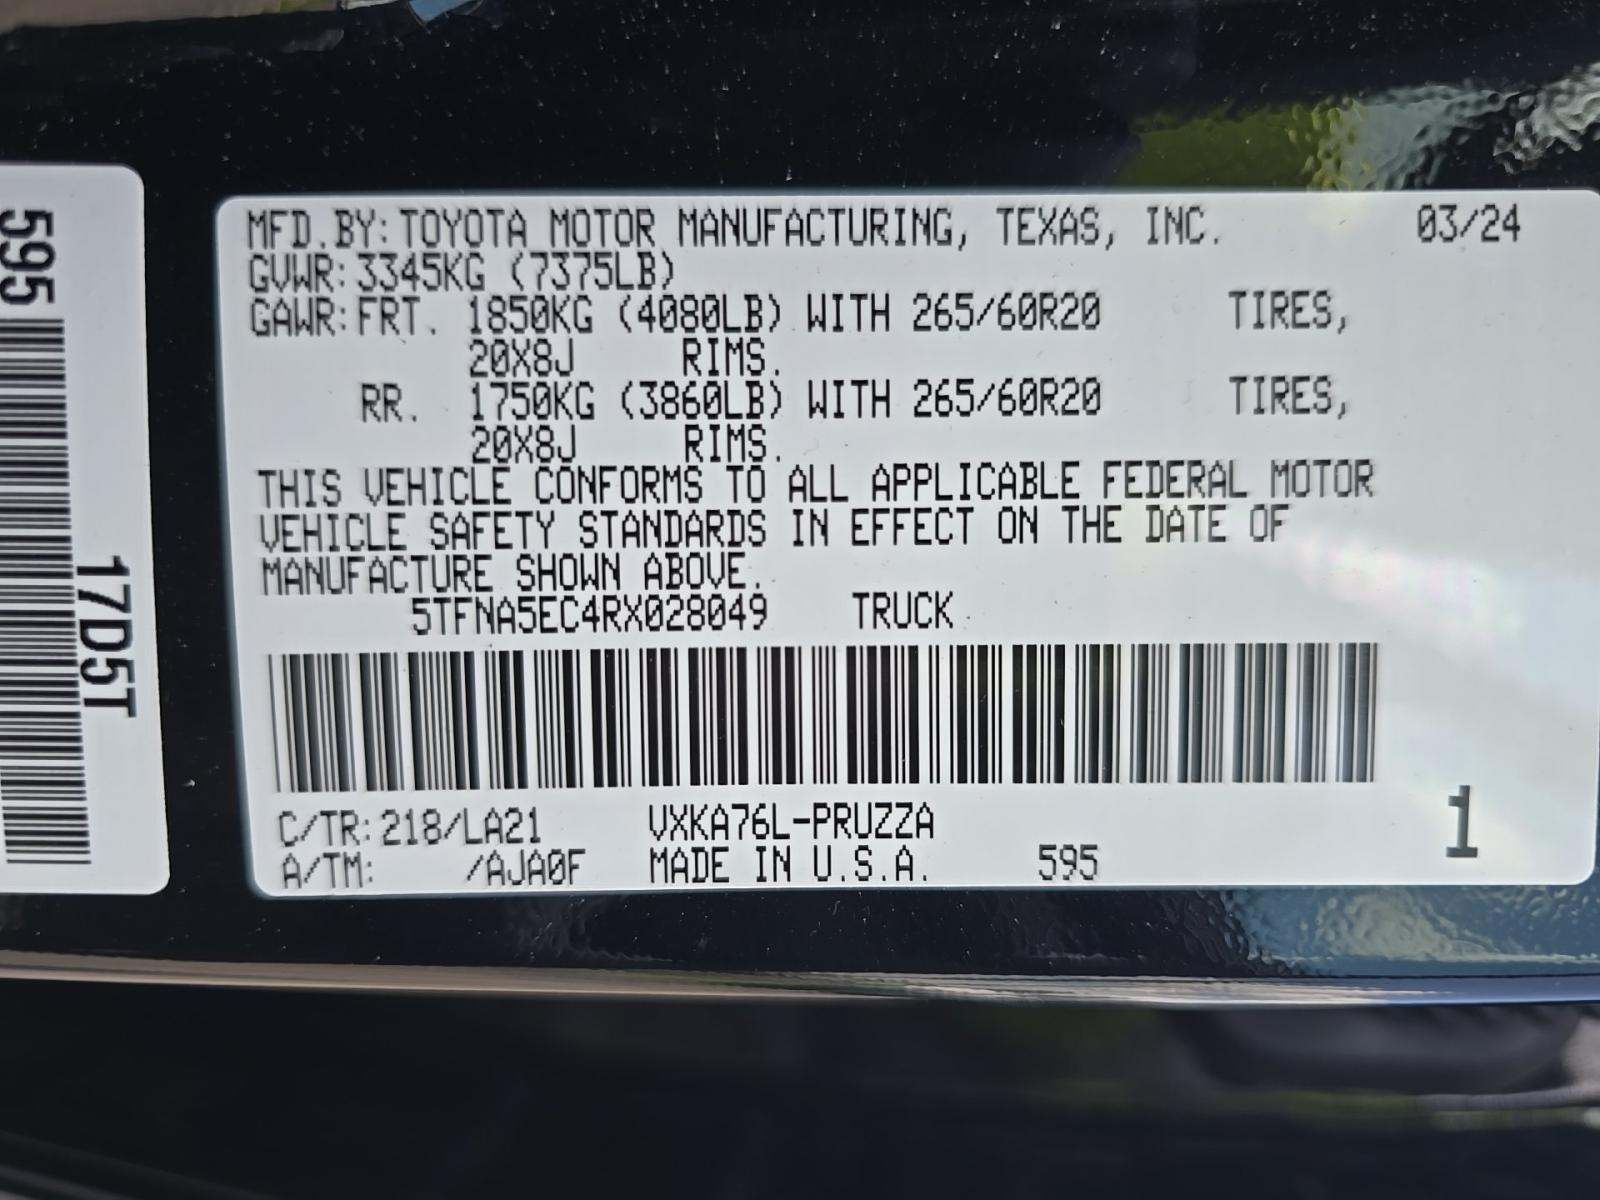 595
17D5T
MFD.BY: TOYOTA MOTOR MANUFACTURING, TEXAS, INC. 03/24
GVWR: 3345KG (7375LB)
GAWR: FRT. 1850KG (4080LB) WITH 265/60R20 TIRES,
20X8J RIMS.
RR. 1750KG (3860LB) WITH 265/60R20 TIRES,
20X8J RIMS.
THIS VEHICLE CONFORMS TO ALL APPLICABLE FEDERAL MOTOR
VEHICLE SAFETY STANDARDS IN EFFECT ON THE DATE OF
MANUFACTURE SHOWN ABOVE.
5TFNA5EC4RX028049 TRUCK
C/TR: 218/LA21 VXKA76L-PRUZZA
A/TM: /AJA0F MADE IN U.S.A. 595
1